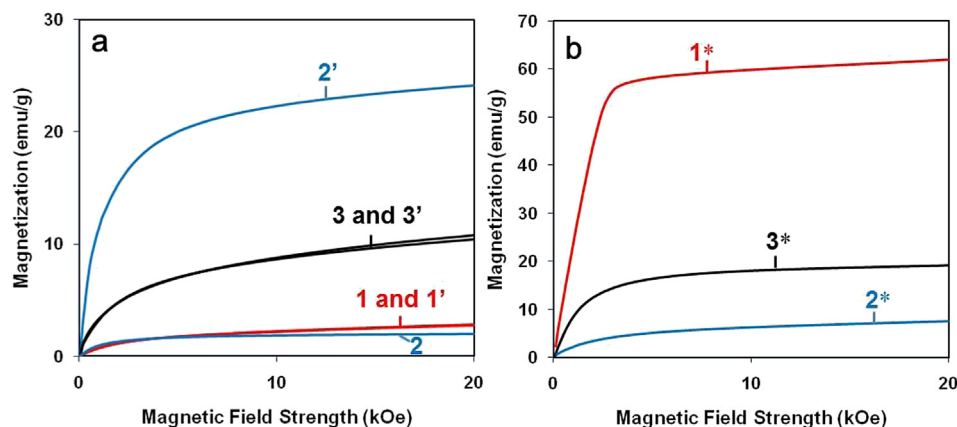 a
30
20
10
0
0
10
20
Magnetization (emu/g)
Magnetic Field Strength (kOe)
2’
3 and 3’
1 and 1’
2
b
70
60
50
40
30
20
10
0
0
10
20
Magnetization (emu/g)
Magnetic Field Strength (kOe)
1*
3*
2*